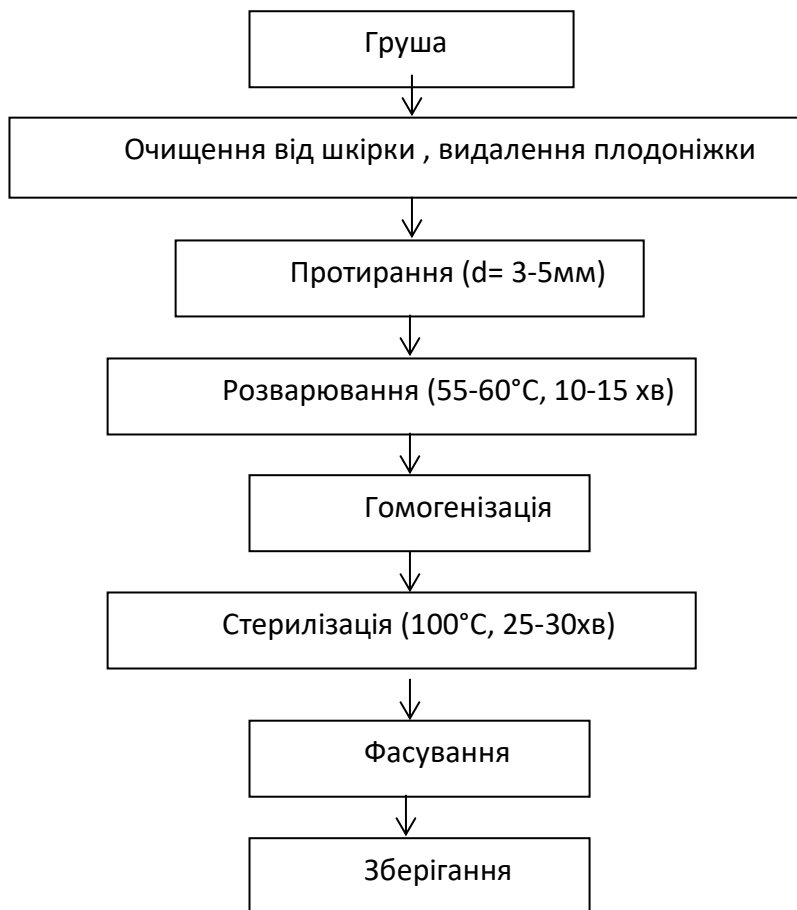 Груша
Очищення від шкірки , видалення плодоніжки
Протирання (d= 3-5мм)
Розварювання (55-60°С, 10-15 хв)
Гомогенізація
Стерилізація (100°С, 25-30хв)
Фасування
Зберігання